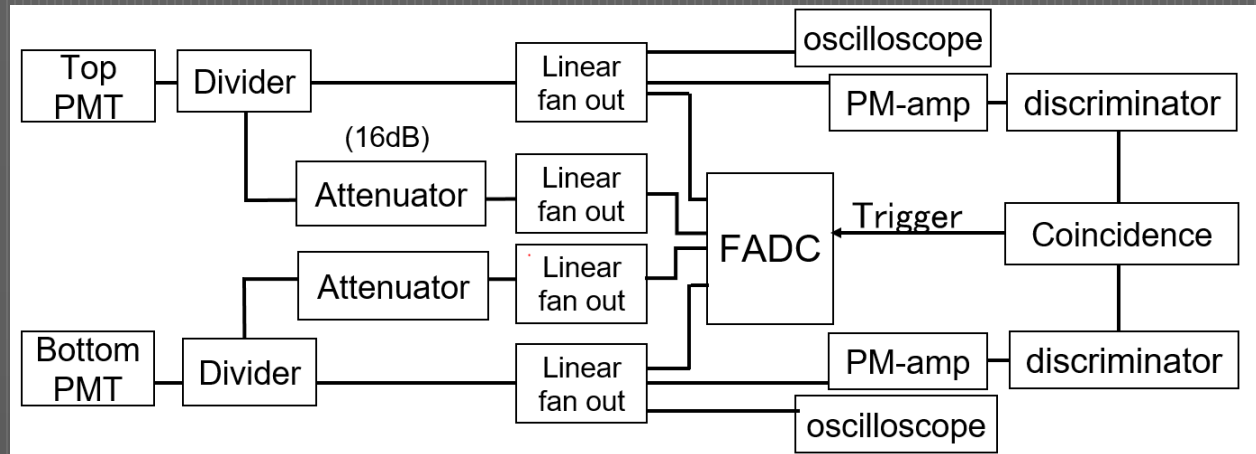 oscilloscope
Top
PMT
Divider
Linear
fan out
PM-amp
discriminator
(16dB)
Attenuator
Linear
fan out
FADC
Trigger
Coincidence
Attenuator
Linear
fan out
Bottom
PMT
Divider
Linear
fan out
PM-amp
discriminator
oscilloscope